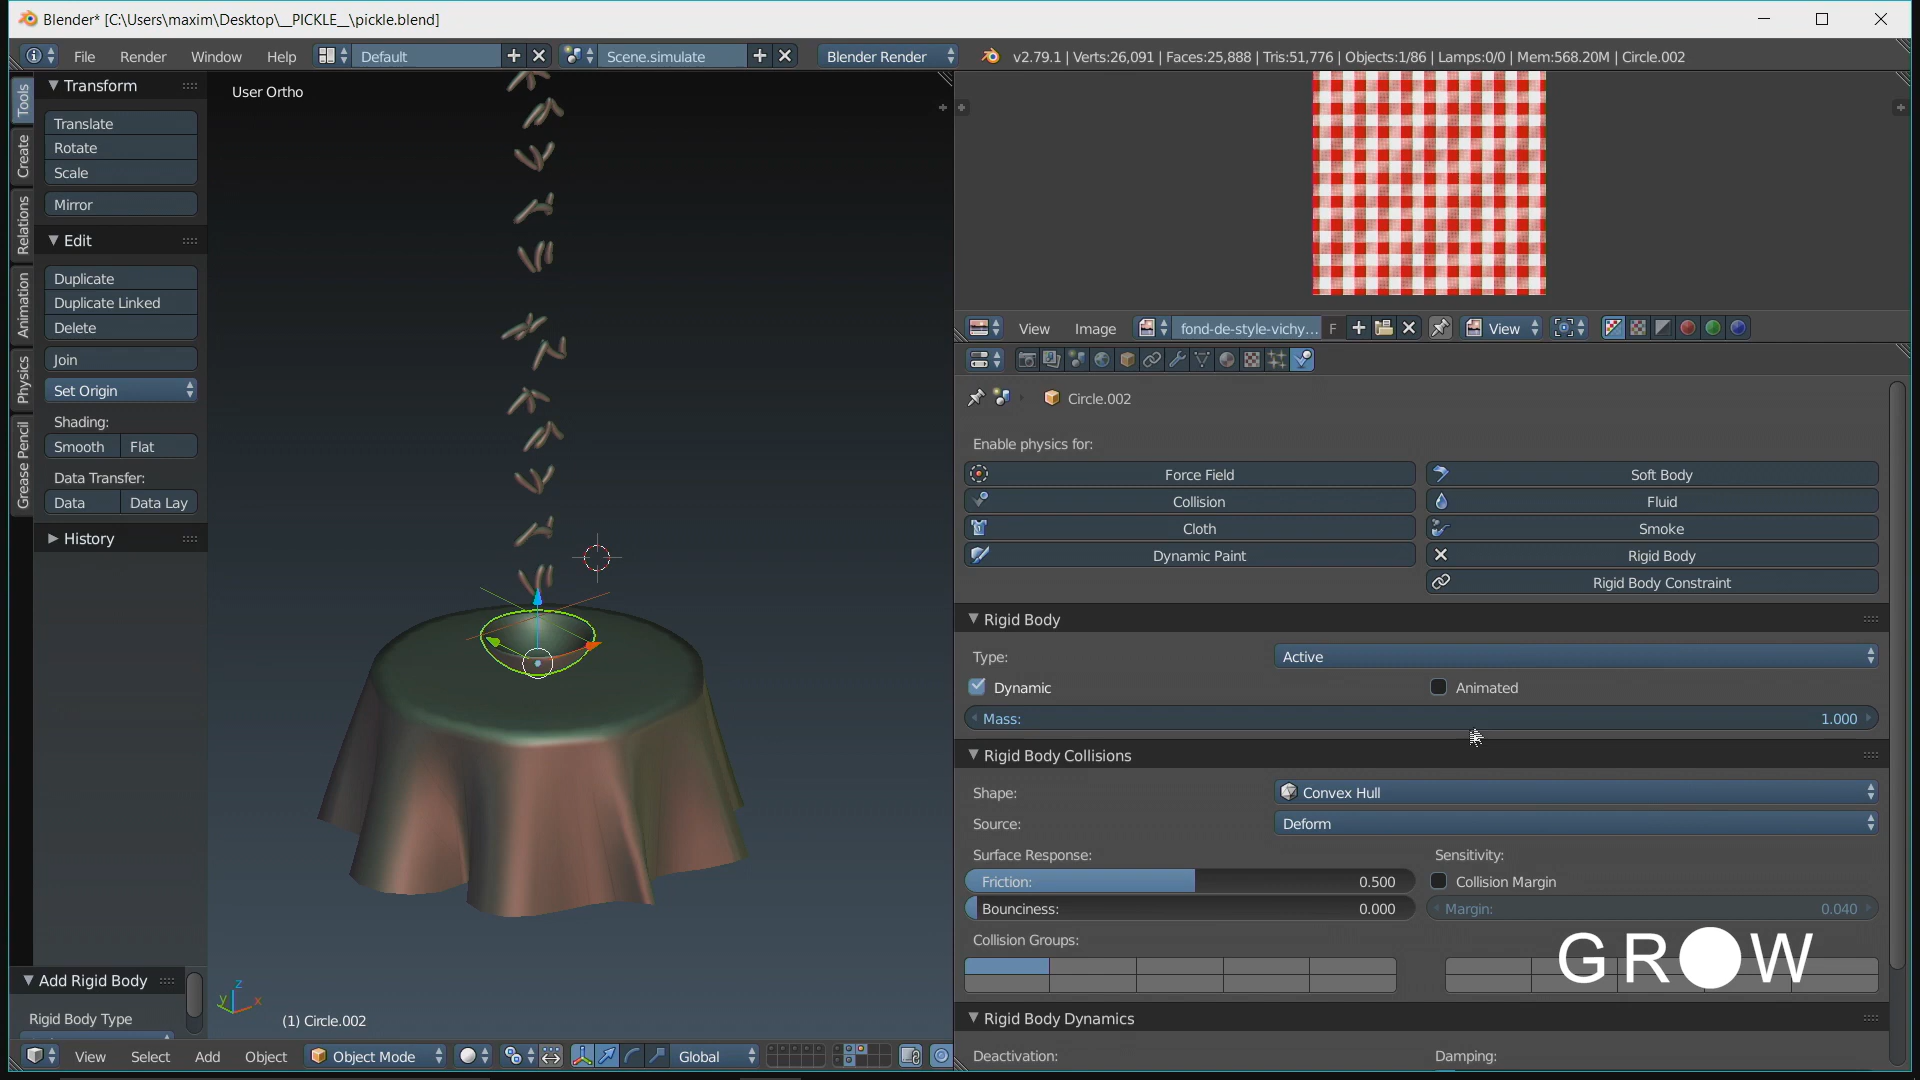 Blender* [C:\Users\maxim\Desktop\__PICKLE__\pickle.blend]
File Render Window Help Default Scene.simulate Blender Render v2.79.1 | Verts:26,091 | Faces:25,888 | Tris:51,776 | Objects:1/86 | Lamps:0/0 | Mem:568.20M | Circle.002
Tools
Create
Relations
Animation
Physics
Grease Pencil
Transform
Translate
Rotate
Scale
Mirror
Edit
Duplicate
Duplicate Linked
Delete
Join
Set Origin
Shading:
Smooth Flat
Data Transfer:
Data Data Lay
History
Add Rigid Body
Rigid Body Type
User Ortho
z
y x
(1) Circle.002
View Select Add Object Object Mode Global
View Image fond-de-style-vichy... F View
Circle.002
Enable physics for:
Force Field Soft Body
Collision Fluid
Cloth Smoke
Dynamic Paint Rigid Body
Rigid Body Constraint
Rigid Body
Type: Active
Dynamic Animated
Mass: 1.000
Rigid Body Collisions
Shape: Convex Hull
Source: Deform
Surface Response: Sensitivity:
Friction: 0.500 Collision Margin
Bounciness: 0.000 Margin: 0.040
Collision Groups:
GROW
Rigid Body Dynamics
Deactivation: Damping: